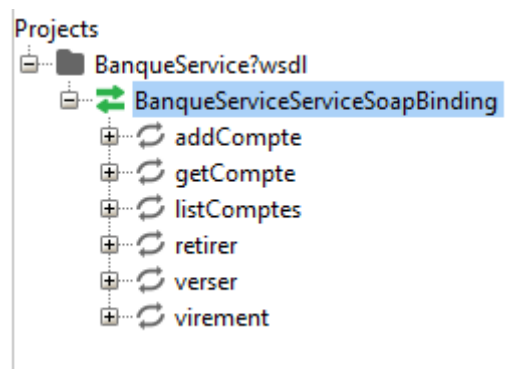 Projects
BanqueService?wsdl
BanqueServiceServiceSoapBinding
addCompte
getCompte
listComptes
retirer
verser
virement